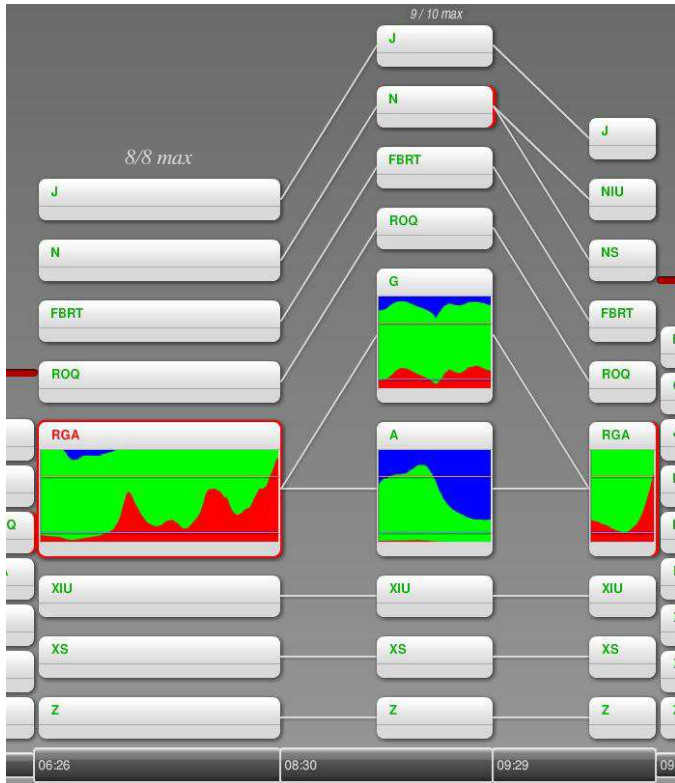 9 / 10 max
J
N
8/8 max
J
FBRT
J
NIU
ROQ
N
NS
G
FBRT
FBRT
ROQ
ROQ
RGA
A
RGA
Q
XIU
XIU
XIU
XS
XS
XS
Z
Z
Z
06:26
08:30
09:29
09